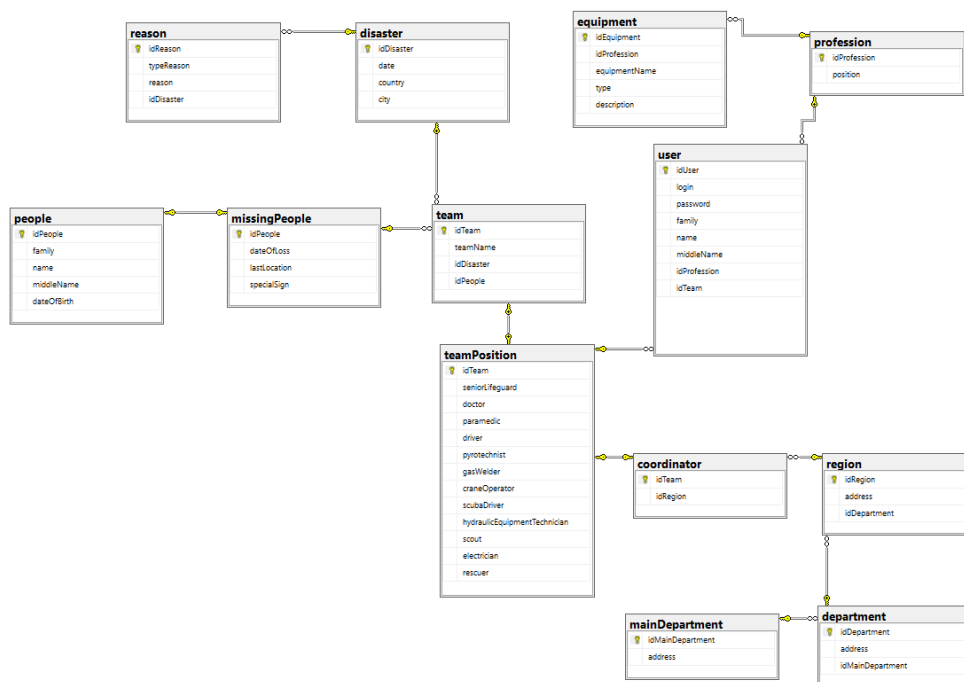 reason
idReason
typeReason
reason
idDisaster
disaster
idDisaster
date
country
city
equipment
idEquipment
idProfession
equipmentName
type
description
profession
idProfession
position
user
idUser
login
password
family
name
middleName
idProfession
idTeam
people
idPeople
family
name
middleName
dateOfBirth
missingPeople
idPeople
dateOfLoss
lastLocation
specialSign
team
idTeam
teamName
idDisaster
idPeople
teamPosition
idTeam
seniorLifeguard
doctor
paramedic
driver
pyrotechnist
gasWelder
craneOperator
scubaDriver
hydraulicEquipmentTechnician
scout
electrician
rescuer
coordinator
idTeam
idRegion
region
idRegion
address
idDepartment
mainDepartment
idMainDepartment
address
department
idDepartment
address
idMainDepartment